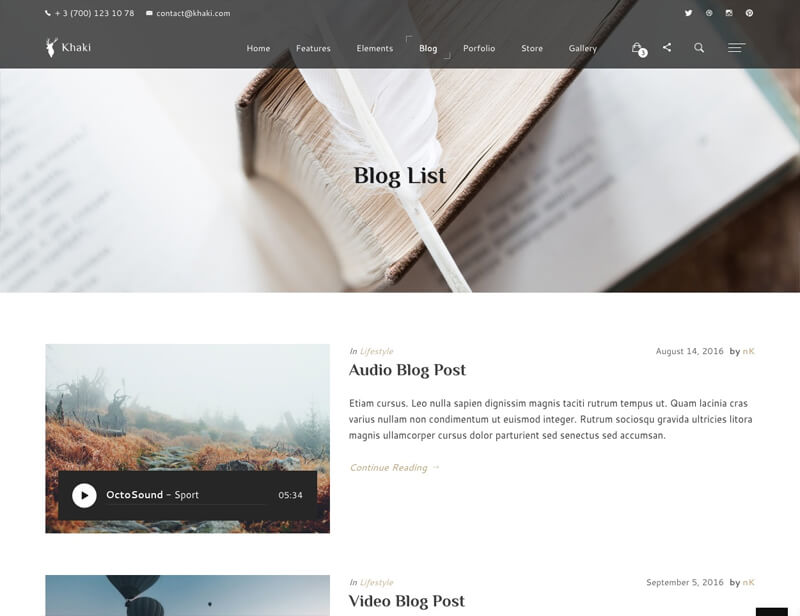 + 3 (700) 123 10 78 contact@khaki.com
Khaki Home Features Elements Blog Porfolio Store Gallery 3
Blog List
In Lifestyle August 14, 2016 by nK
Audio Blog Post
Etiam cursus. Leo nulla sapien dignissim magnis taciti rutrum tempus ut. Quam lacinia cras
varius nullam non condimentum ut euismod integer. Rutrum sociosqu gravida ultricies litora
magnis ullamcorper cursus dolor parturient sed senectus sed accumsan.
Continue Reading →
OctoSound - Sport 05:34
In Lifestyle September 5, 2016 by nK
Video Blog Post